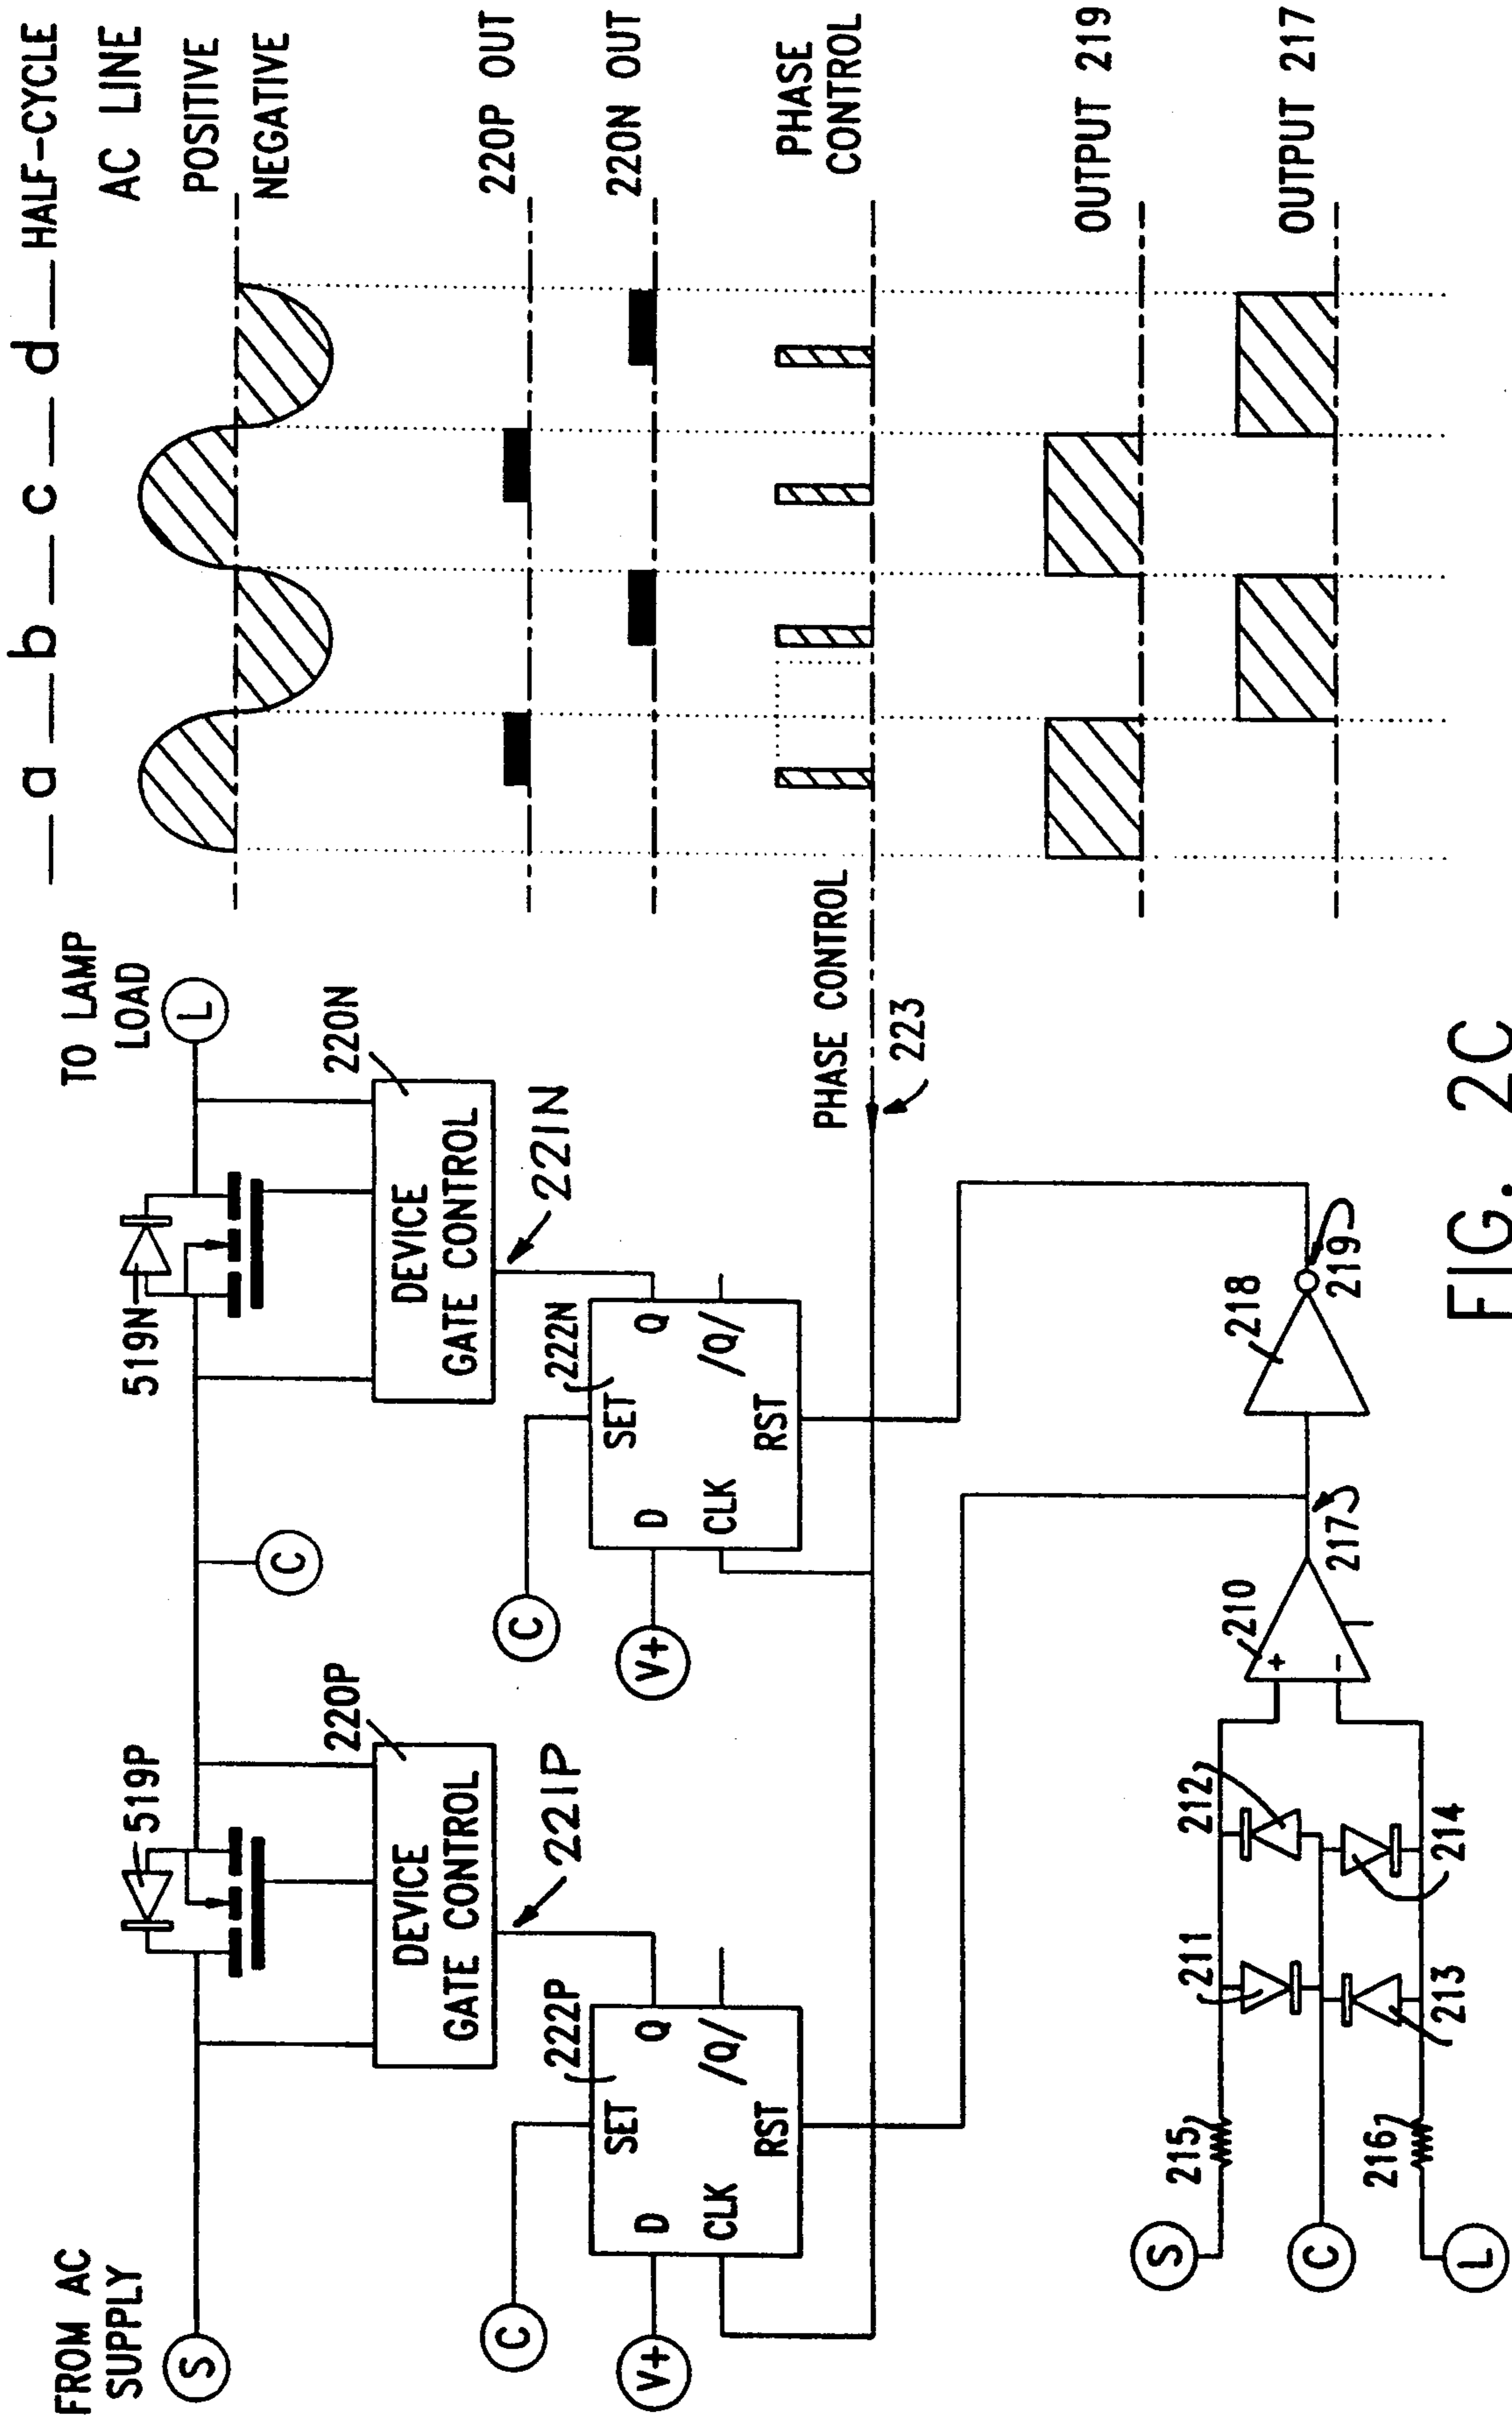 FROM AC
SUPPLY
S
519P
C
519N
TO LAMP
LOAD
L
220P
DEVICE
GATE CONTROL
221P
220N
DEVICE
GATE CONTROL
221N
C
222P
SET
D
Q
V+
CLK
/Q/
RST
C
222N
SET
D
Q
V+
CLK
/Q/
RST
PHASE CONTROL
223
S
215
211
212
210
+
-
217
218
219
C
216
213
214
L
a b c d HALF-CYCLE
AC LINE
POSITIVE
NEGATIVE
220P OUT
220N OUT
PHASE
CONTROL
OUTPUT 219
OUTPUT 217
FIG. 2C